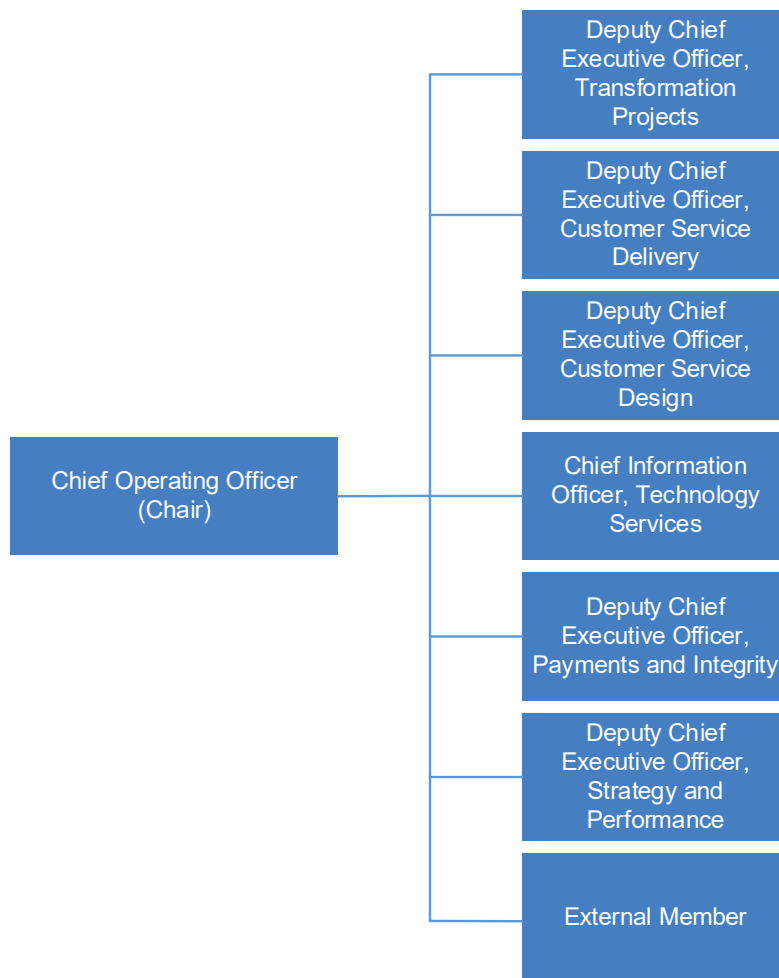 Deputy Chief
Executive Officer,
Transformation
Projects
Deputy Chief
Executive Officer,
Customer Service
Delivery
Deputy Chief
Executive Officer,
Customer Service
Design
Chief Operating Officer
(Chair)
Chief Information
Officer, Technology
Services
Deputy Chief
Executive Officer,
Payments and Integrity
Deputy Chief
Executive Officer,
Strategy and
Performance
External Member